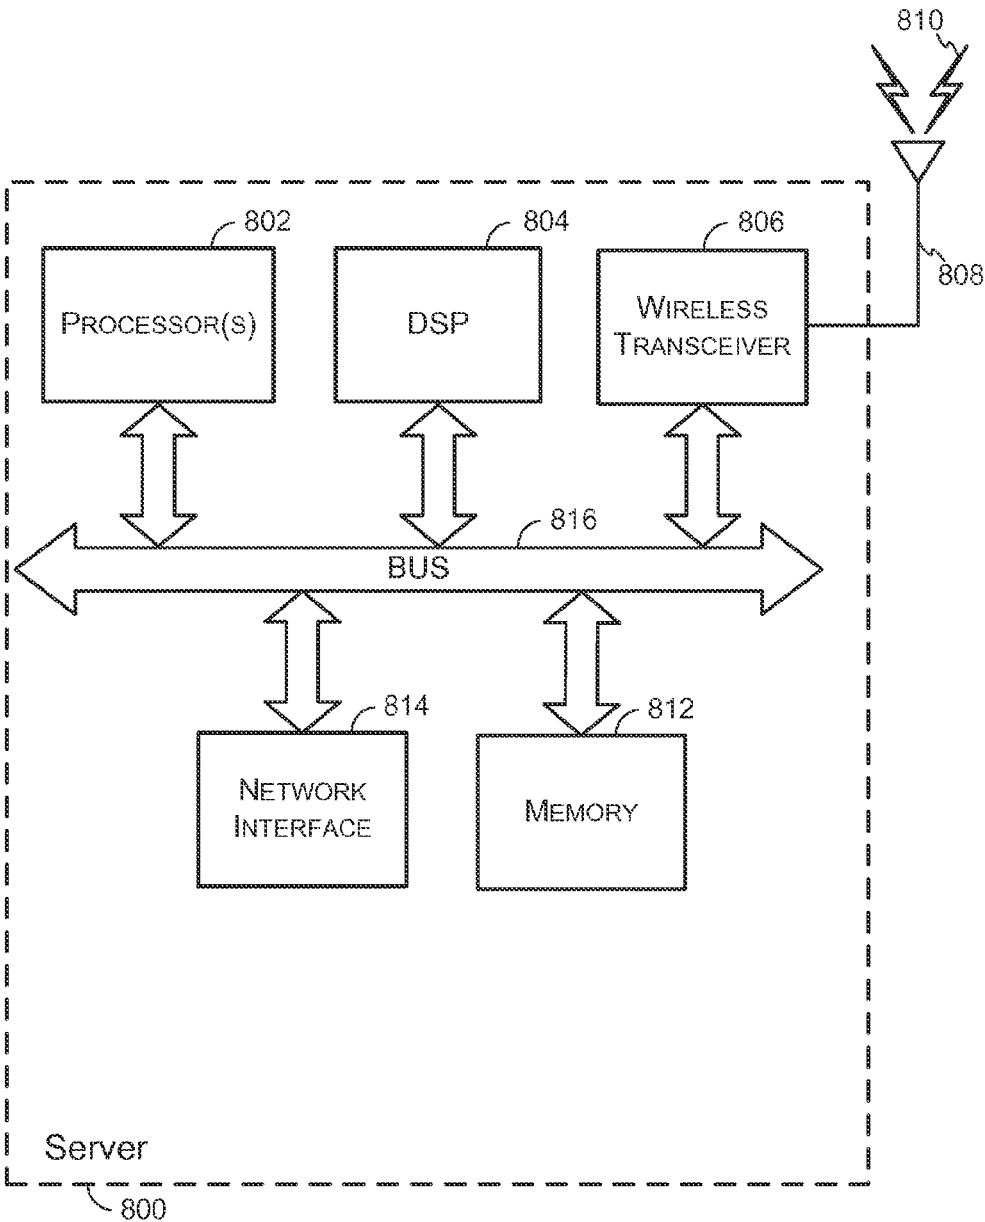 810
802
804
806
808
PROCESSOR(S)
DSP
WIRELESS
TRANSCEIVER
816
BUS
814
812
NETWORK
INTERFACE
MEMORY
Server
800